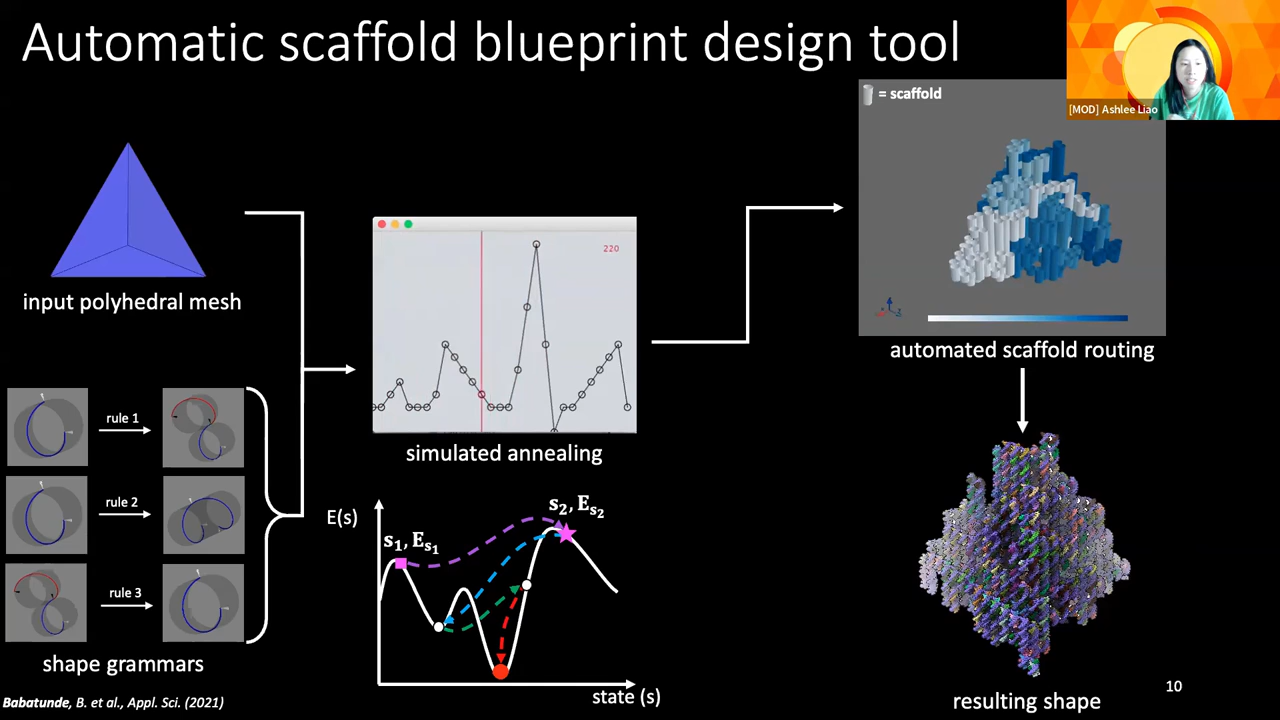 Automatic scaffold blueprint design tool
= scaffold
[MOD] Ashlee Liao
input polyhedral mesh
220
simulated annealing
automated scaffold routing
rule 1
rule 2
rule 3
shape grammars
E(s)
s1, Es1
s2, Es2
state (s)
resulting shape
Babatunde, B. et al., Appl. Sci. (2021)
10